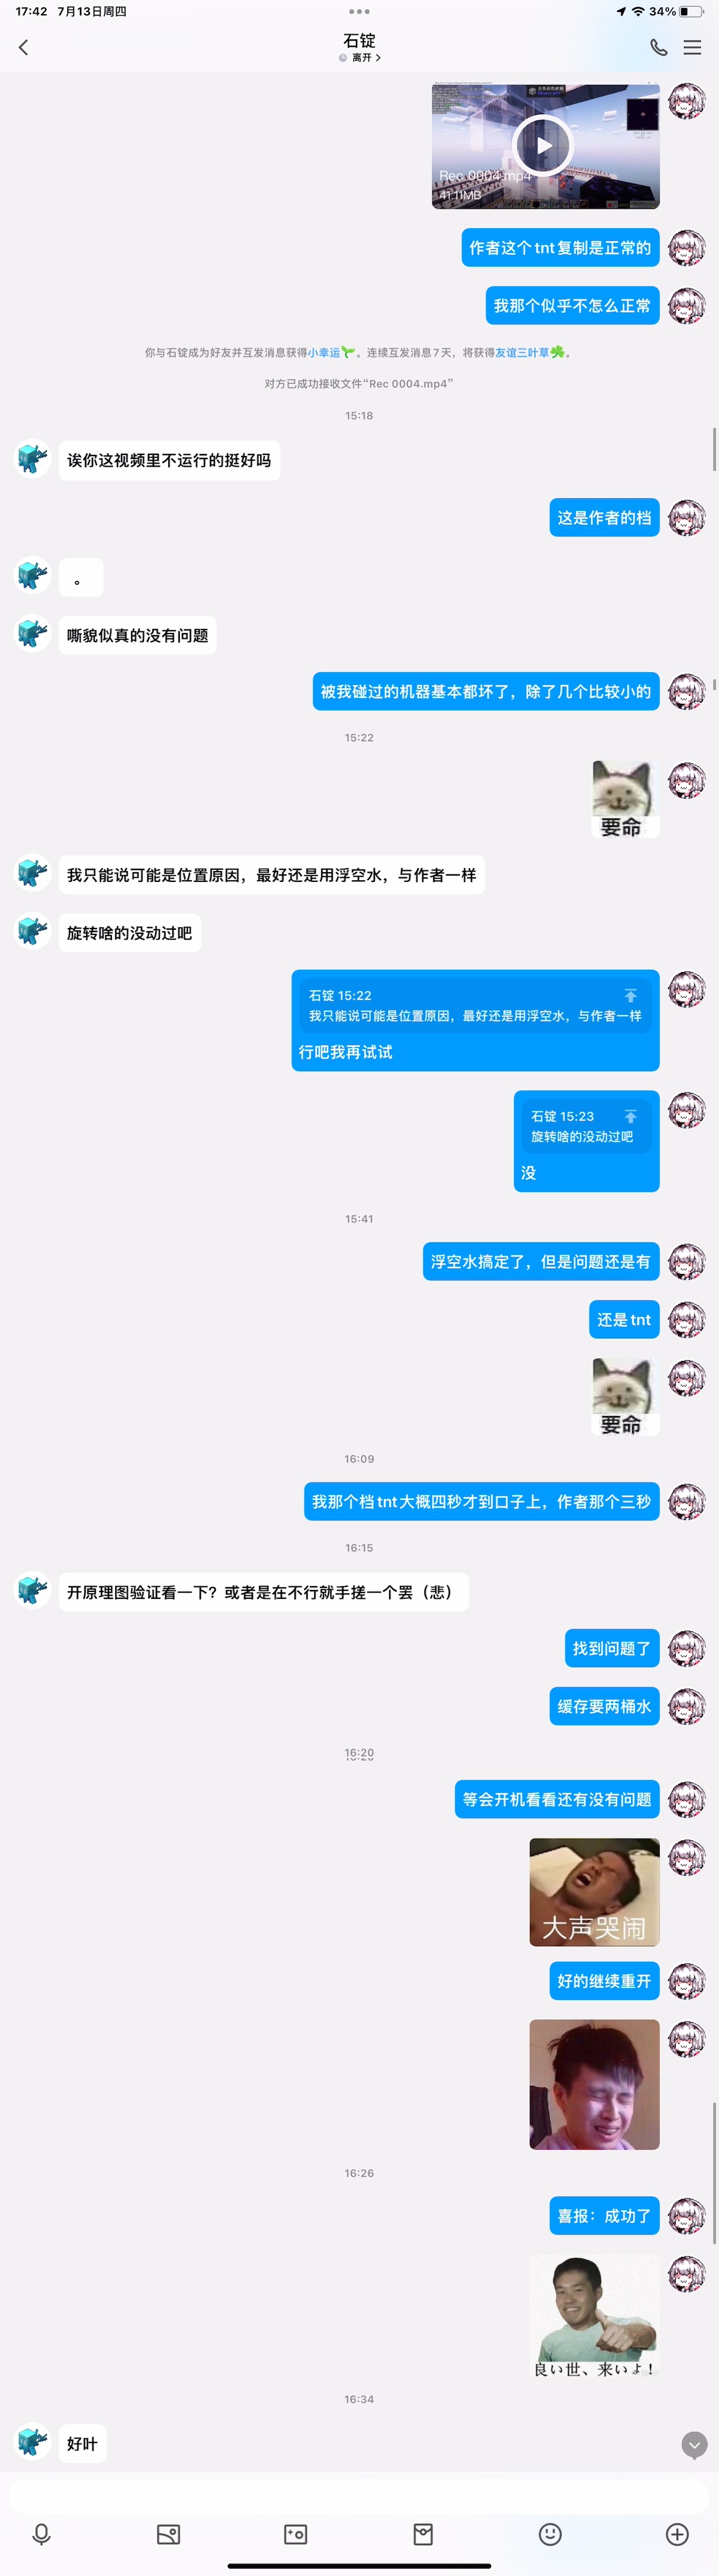 17:42 7月13日周四
34%
石锭
离开
Rec 0004.mp4
41.11MB
作者这个tnt复制是正常的
我那个似乎不怎么正常
你与石锭成为好友并互发消息获得小幸运。连续互发消息7天，将获得友谊三叶草。
对方已成功接收文件“Rec 0004.mp4”
15:18
诶你这视频里不运行的挺好吗
这是作者的档
。
嘶貌似真的没有问题
被我碰过的机器基本都坏了，除了几个比较小的
15:22
要命
我只能说可能是位置原因，最好还是用浮空水，与作者一样
旋转啥的没动过吧
石锭 15:22
我只能说可能是位置原因，最好还是用浮空水，与作者一样
行吧我再试试
石锭 15:23
旋转啥的没动过吧
没
15:41
浮空水搞定了，但是问题还是有
还是tnt
要命
16:09
我那个档tnt大概四秒才到口子上，作者那个三秒
16:15
开原理图验证看一下？或者是在不行就手搓一个罢（悲）
找到问题了
缓存要两桶水
16:20
等会开机看看还有没有问题
大声哭闹
好的继续重开
16:26
喜报：成功了
良い世、来いよ！
16:34
好叶